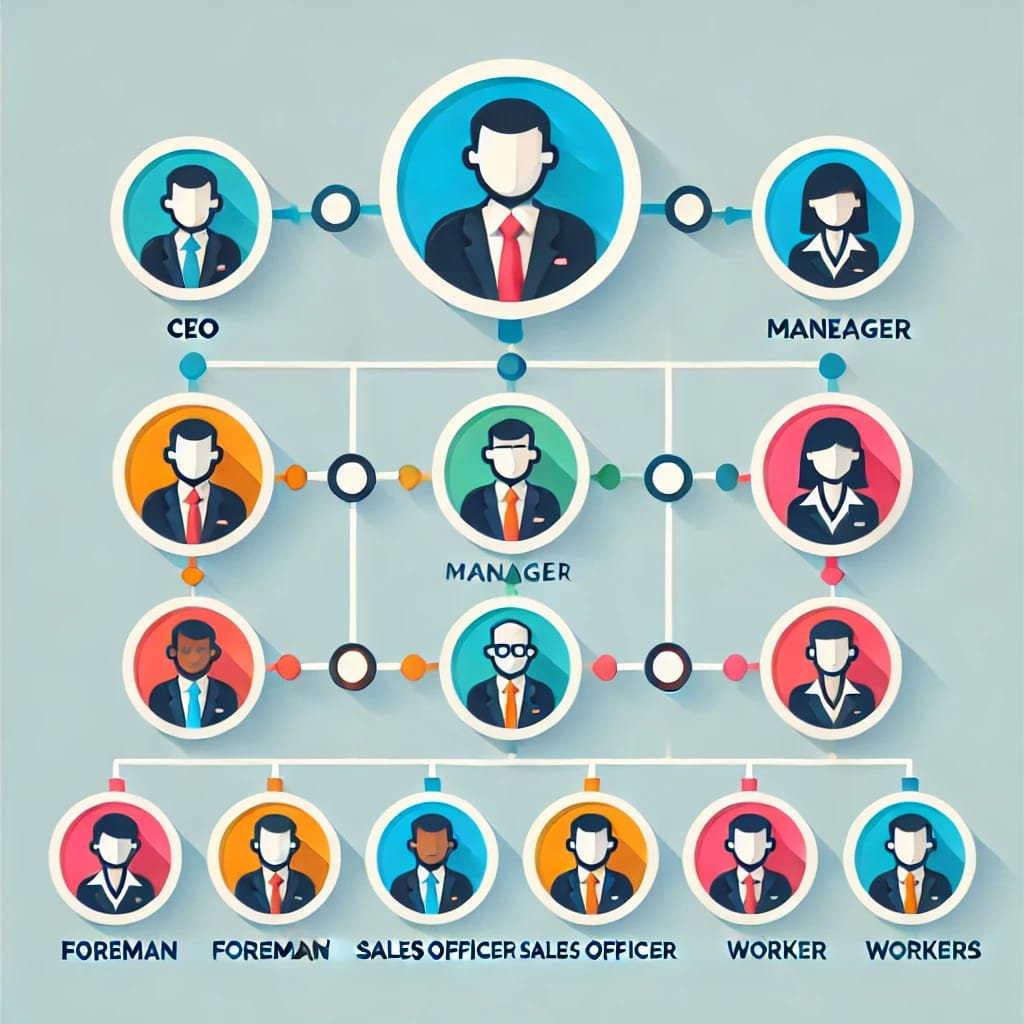 CEO
MANEAGER
MANAGER
FOREMAN
FOREMAN
SALES OFFICER
SALES OFFICER
WORKER
WORKERS